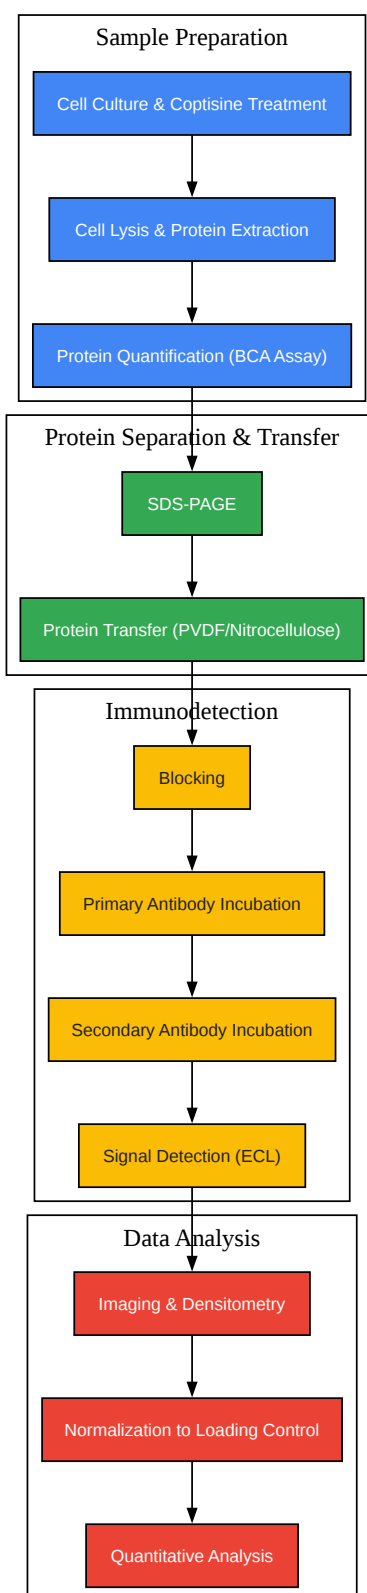 Sample Preparation
Cell Culture & Coptisine Treatment
Cell Lysis & Protein Extraction
Protein Quantification (BCA Assay)
Protein Separation & Transfer
SDS-PAGE
Protein Transfer (PVDF/Nitrocellulose)
Immunodetection
Blocking
Primary Antibody Incubation
Secondary Antibody Incubation
Signal Detection (ECL)
Data Analysis
Imaging & Densitometry
Normalization to Loading Control
Quantitative Analysis